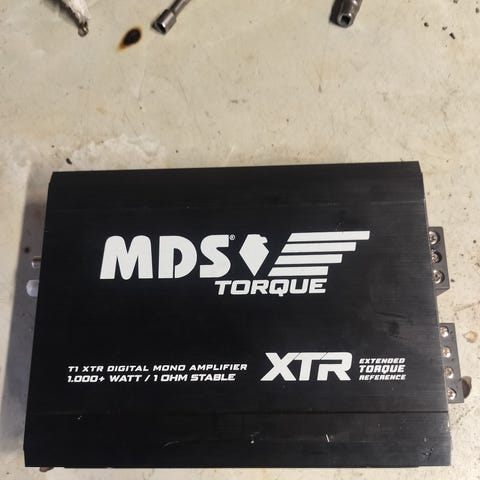 MDS®
TORQUE
T1 XTR DIGITAL MONO AMPLIFIER
1.000+ WATT / 1 OHM STABLE
XTR
EXTENDED
TORQUE
REFERENCE